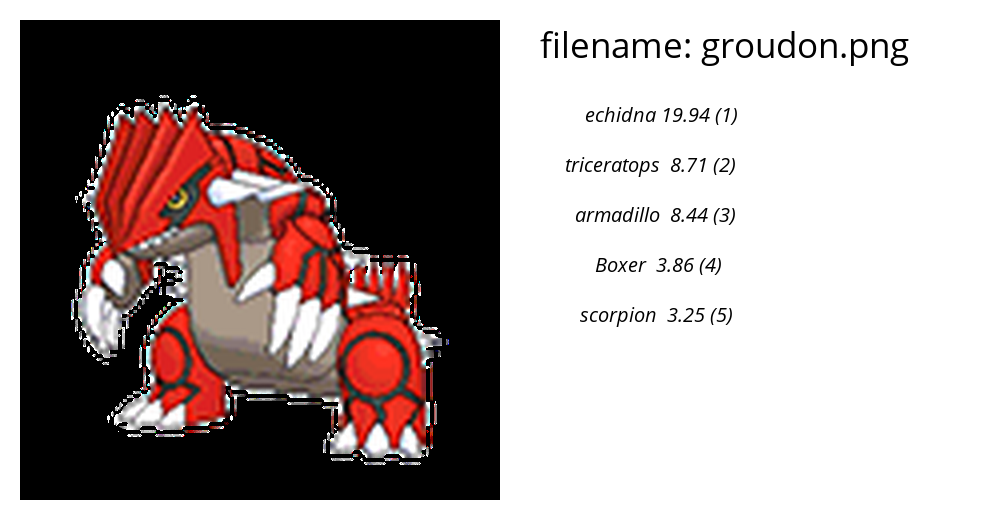 filename: groudon.png
echidna 19.94 (1)
triceratops 8.71 (2)
armadillo 8.44 (3)
Boxer 3.86 (4)
scorpion 3.25 (5)